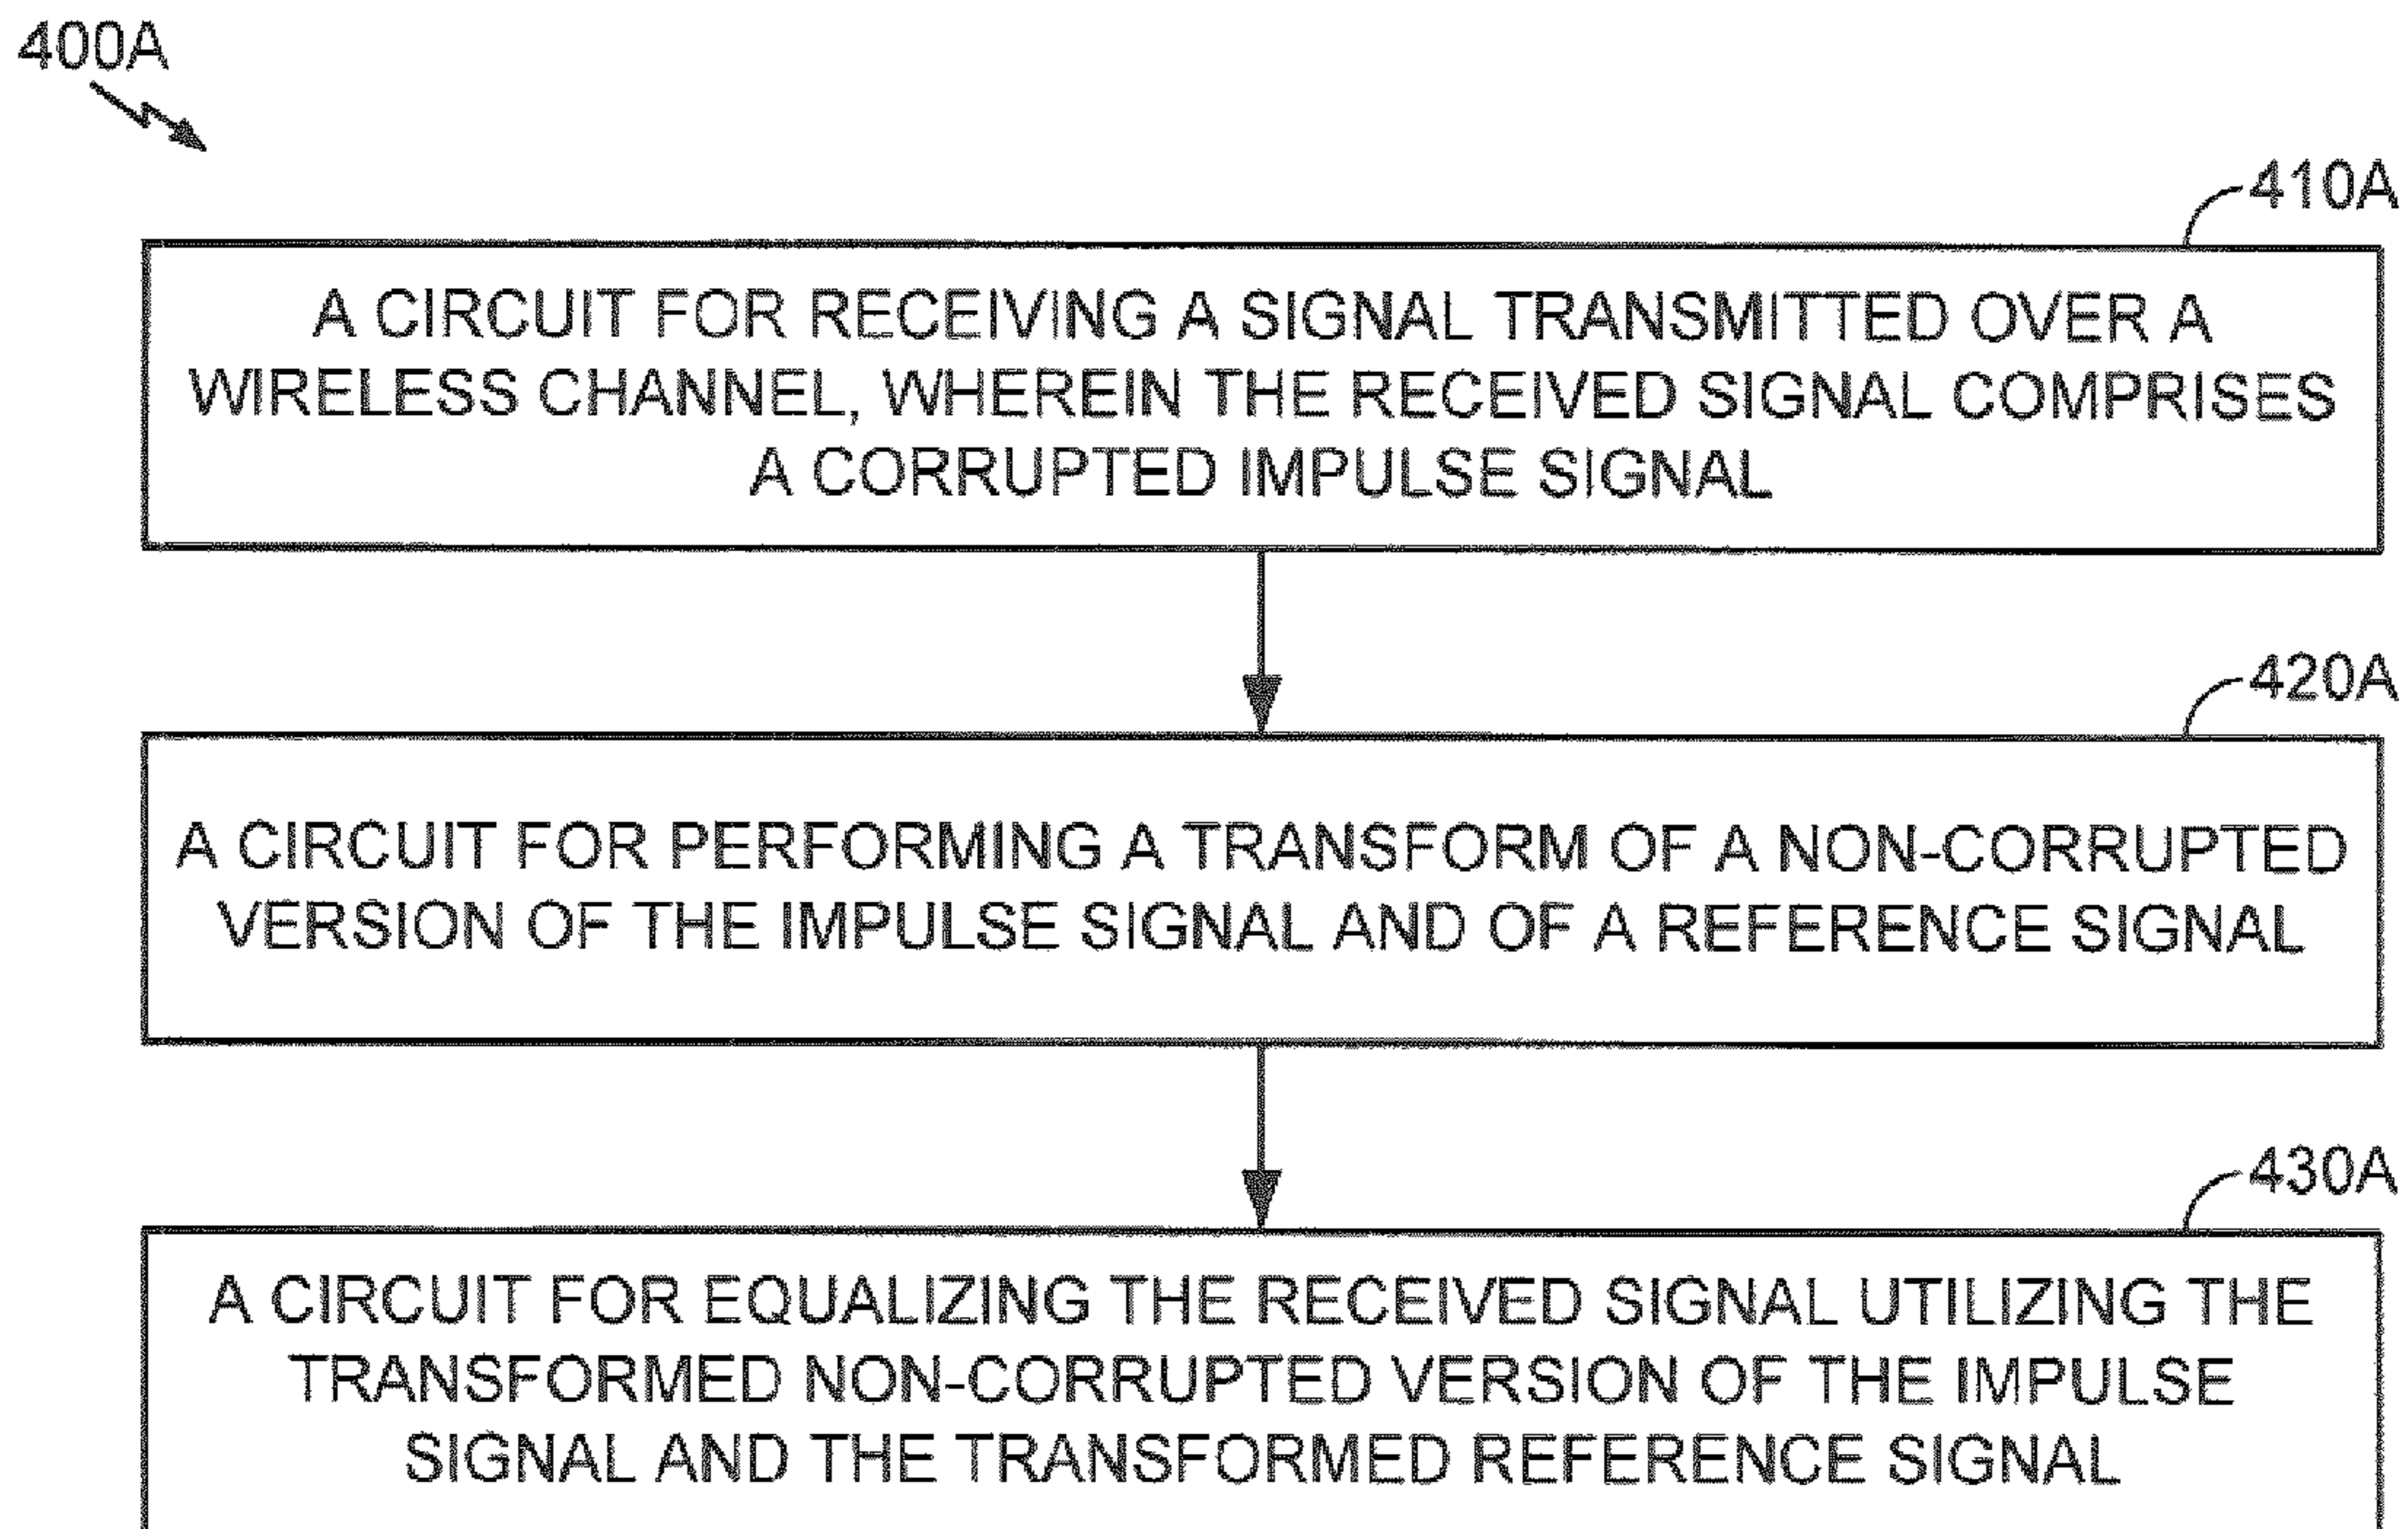 400A
410A
A CIRCUIT FOR RECEIVING A SIGNAL TRANSMITTED OVER A
WIRELESS CHANNEL, WHEREIN THE RECEIVED SIGNAL COMPRISES
A CORRUPTED IMPULSE SIGNAL
420A
A CIRCUIT FOR PERFORMING A TRANSFORM OF A NON-CORRUPTED
VERSION OF THE IMPULSE SIGNAL AND OF A REFERENCE SIGNAL
430A
A CIRCUIT FOR EQUALIZING THE RECEIVED SIGNAL UTILIZING THE
TRANSFORMED NON-CORRUPTED VERSION OF THE IMPULSE
SIGNAL AND THE TRANSFORMED REFERENCE SIGNAL